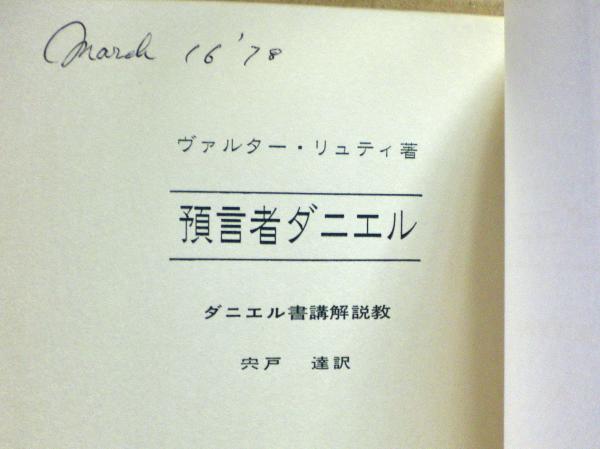 March 16 '78
ヴァルター・リュティ著
預言者ダニエル
ダニエル書講解説教
宍戸 達訳